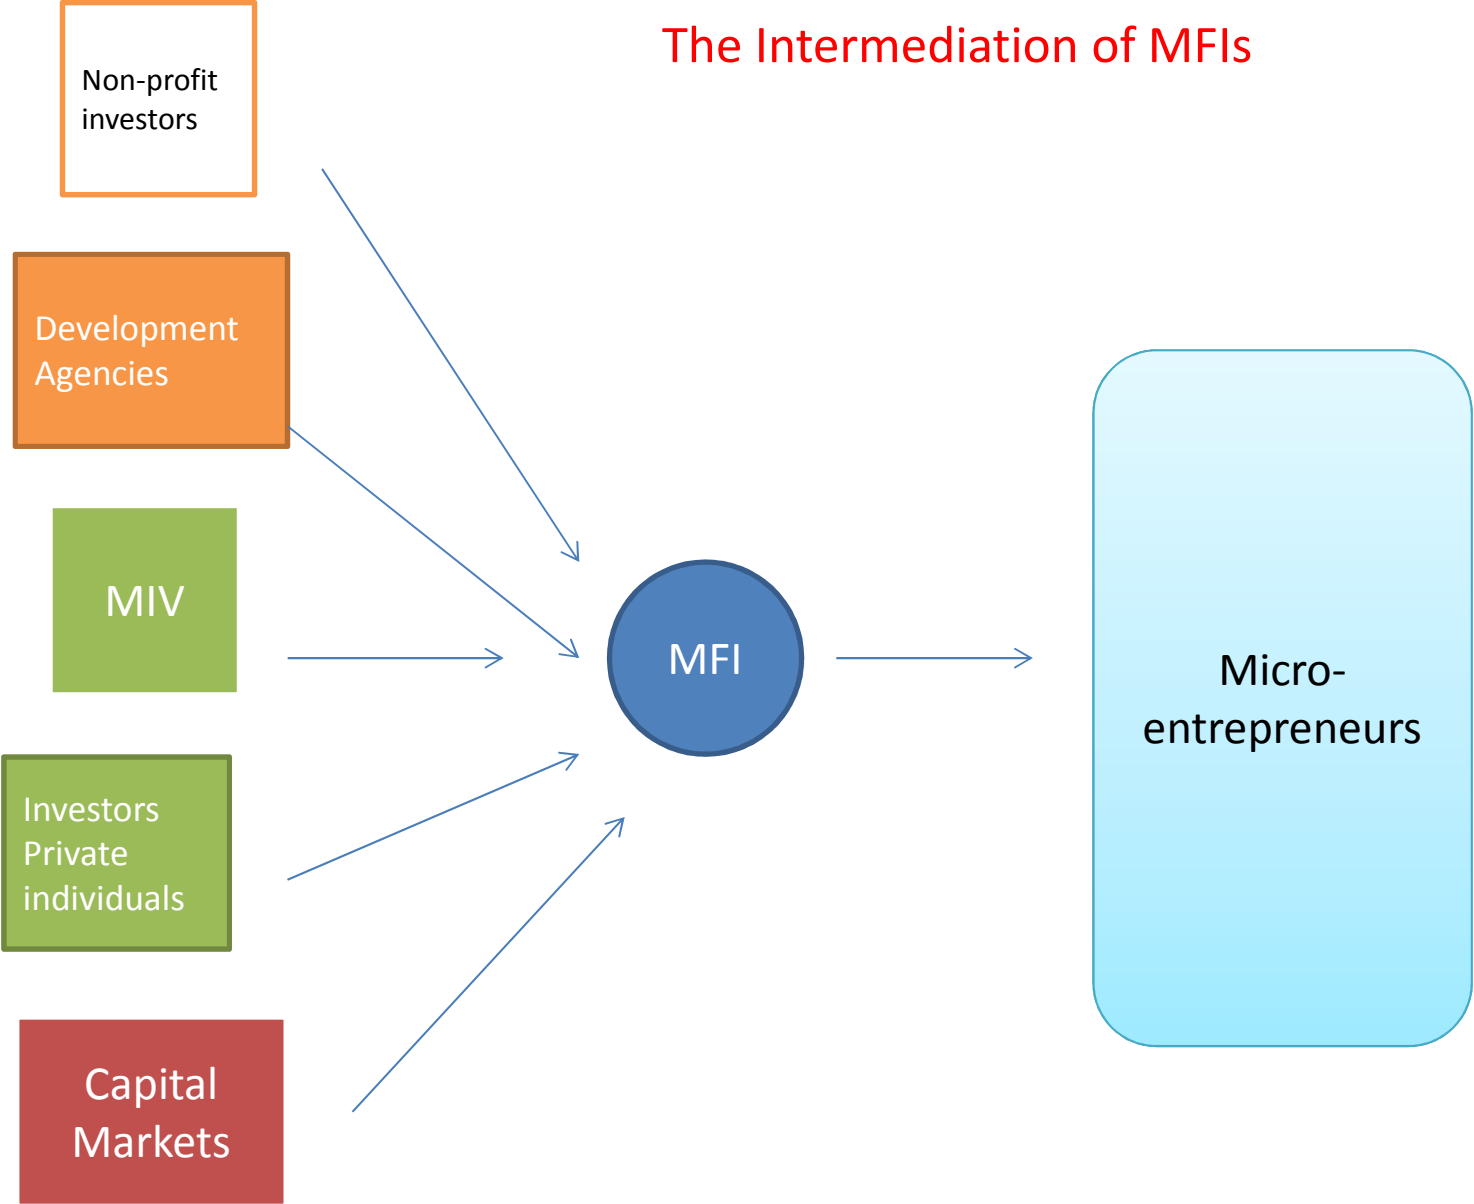 The Intermediation of MFIs
Non-profit
investors
Development
Agencies
MIV
MFI
Micro-
entrepreneurs
Investors
Private
individuals
Capital
Markets